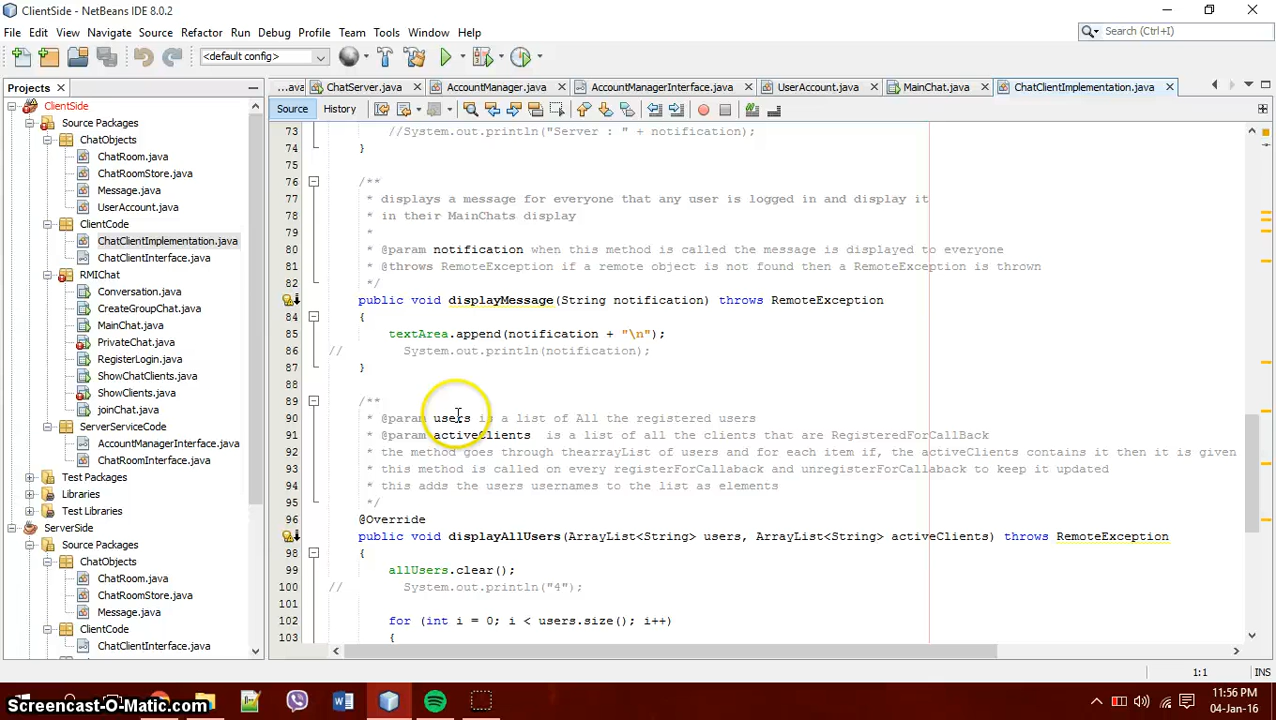 ClientSide - NetBeans IDE 8.0.2
File Edit View Navigate Source Refactor Run Debug Profile Team Tools Window Help
Search (Ctrl+I)
<default config>
Projects
...ava ChatServer.java AccountManager.java AccountManagerInterface.java UserAccount.java MainChat.java ChatClientImplementation.java
Source History
ClientSide
Source Packages
ChatObjects
ChatRoom.java
ChatRoomStore.java
Message.java
UserAccount.java
ClientCode
ChatClientImplementation.java
ChatClientInterface.java
RMIChat
Conversation.java
CreateGroupChat.java
MainChat.java
PrivateChat.java
RegisterLogin.java
ShowChatClients.java
ShowClients.java
joinChat.java
ServerServiceCode
AccountManagerInterface.java
ChatRoomInterface.java
Test Packages
Libraries
Test Libraries
ServerSide
Source Packages
ChatObjects
ChatRoom.java
ChatRoomStore.java
Message.java
ClientCode
ChatClientInterface.java
73 //System.out.println("Server : " + notification);
74 }
75
76 /**
77 * displays a message for everyone that any user is logged in and display it
78 * in their MainChats display
79 *
80 * @param notification when this method is called the message is displayed to everyone
81 * @throws RemoteException if a remote object is not found then a RemoteException is thrown
82 */
83 public void displayMessage(String notification) throws RemoteException
84 {
85 textArea.append(notification + "\n");
86 // System.out.println(notification);
87 }
88
89 /**
90 * @param users is a list of All the registered users
91 * @param activeClients is a list of all the clients that are RegisteredForCallBack
92 * the method goes through thearrayList of users and for each item if, the activeClients contains it then it is given
93 * this method is called on every registerForCallaback and unregisterForCallaback to keep it updated
94 * this adds the users usernames to the list as elements
95 */
96 @Override
97 public void displayAllUsers(ArrayList<String> users, ArrayList<String> activeClients) throws RemoteException
98 {
99 allUsers.clear();
100 // System.out.println("4");
101
102 for (int i = 0; i < users.size(); i++)
103 {
1:1 INS
11:56 PM
04-Jan-16
Screencast-O-Matic.com